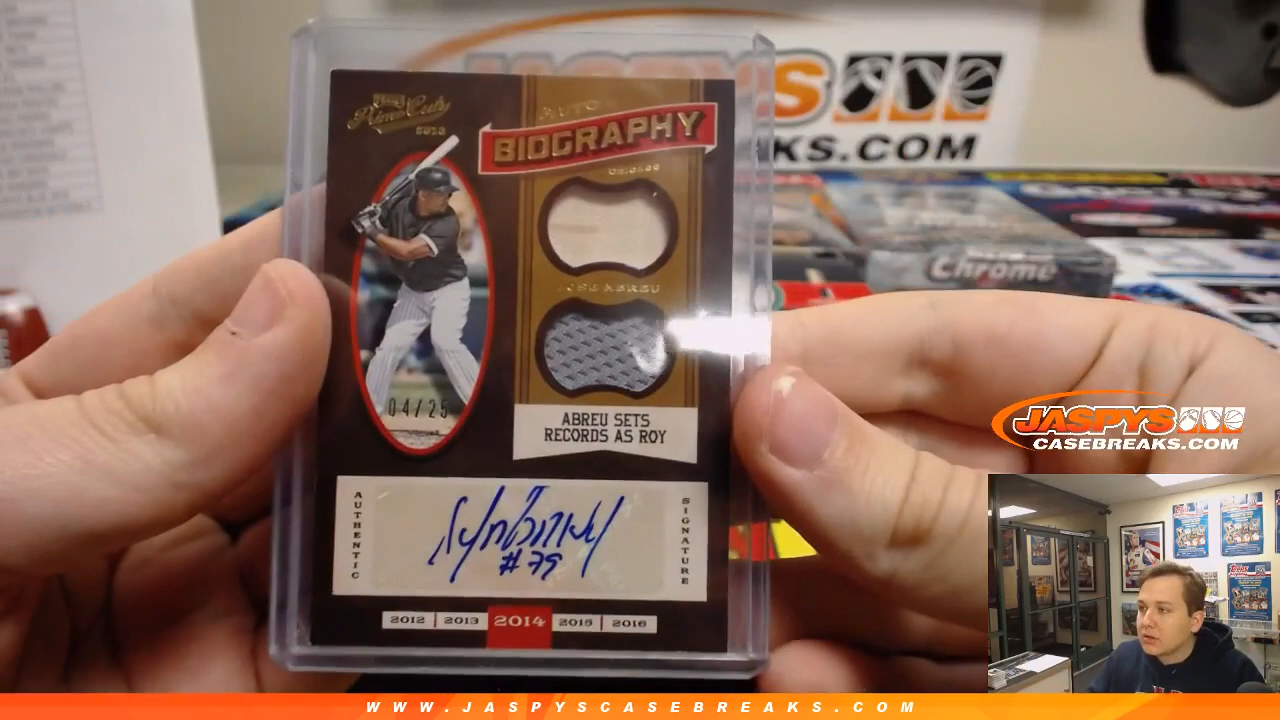 Prime Cuts
2016
AUTO
BIOGRAPHY
Chicago
JOSE ABREU
04/25
ABREU SETS
RECORDS AS ROY
AUTHENTIC
SIGNATURE
#79
2012 | 2013 2014 2015 | 2016
KS.COM
Chrome
JASPYS
CASEBREAKS.COM
WWW.JASPYSCASEBREAKS.COM